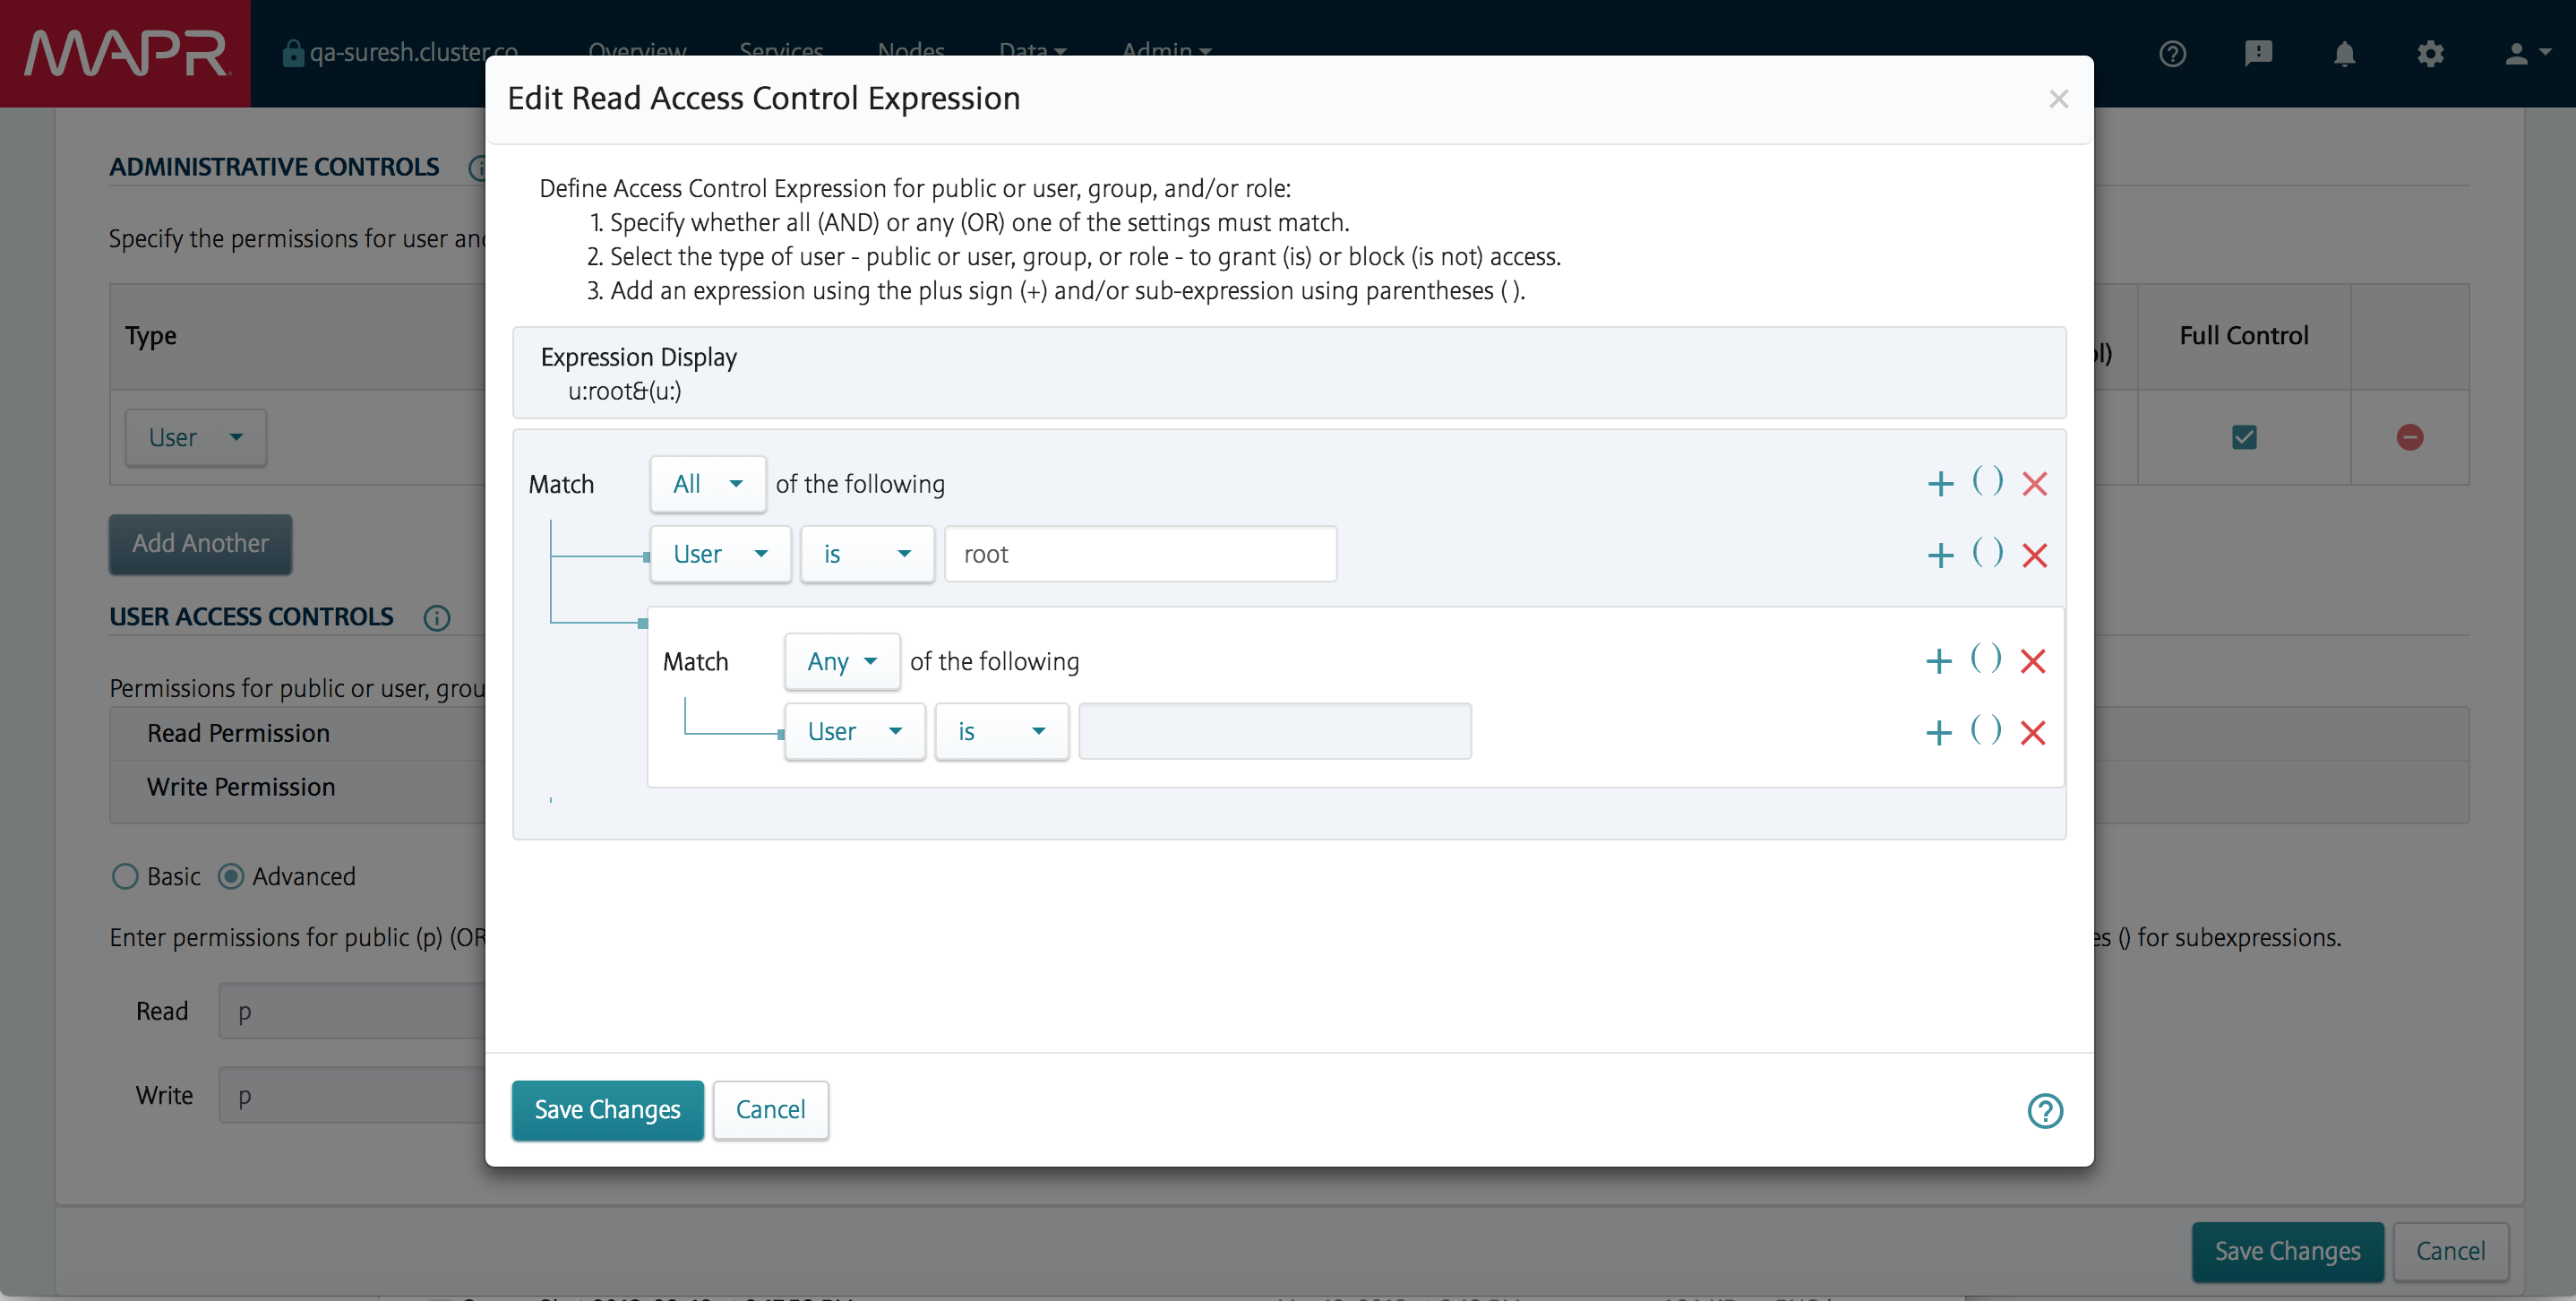 MAPR
qa-suresh.cluster.co Overview Services Nodes Data Admin
Edit Read Access Control Expression
ADMINISTRATIVE CONTROLS
Define Access Control Expression for public or user, group, and/or role:
1. Specify whether all (AND) or any (OR) one of the settings must match.
Specify the permissions for user
2. Select the type of user - public or user, group, or role - to grant (is) or block (is not) access.
3. Add an expression using the plus sign (+) and/or sub-expression using parentheses ( ).
Type
Full Control
Expression Display
u:root&(u:)
User
Match All of the following + ( )
Add Another
User is root + ( )
USER ACCESS CONTROLS
Match Any of the following + ( )
Permissions for public or user,
User is + ( )
Read Permission
Write Permission
Basic Advanced
Enter permissions for public (p) (OR
() for subexpressions.
Read p
Write p
Save Changes Cancel
Save Changes Cancel